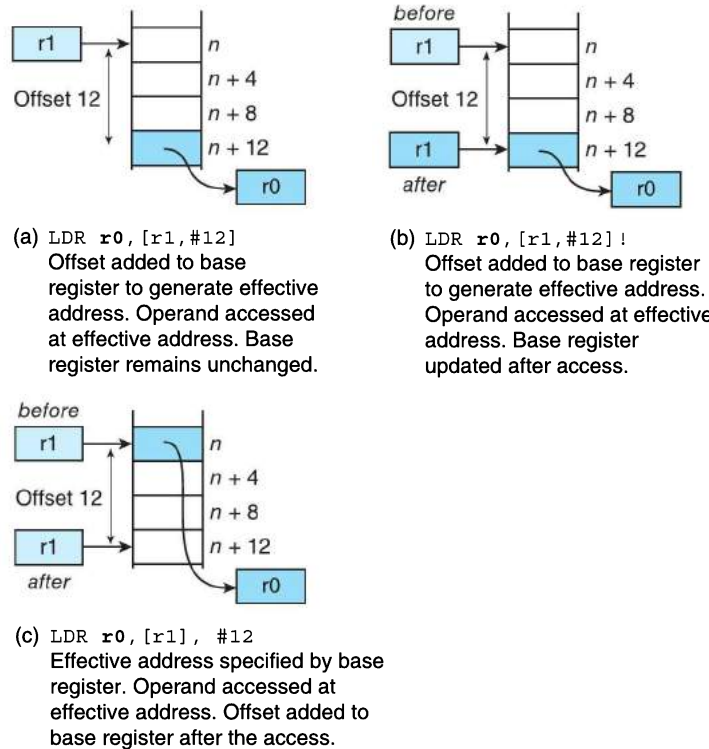 r1
n
n + 4
Offset 12
n + 8
n + 12
r0
(a) LDR r0,[r1,#12]
Offset added to base
register to generate effective
address. Operand accessed
at effective address. Base
register remains unchanged.
before
r1
n
n + 4
Offset 12
n + 8
r1
n + 12
after
r0
(b) LDR r0,[r1,#12]!
Offset added to base register
to generate effective address.
Operand accessed at effective
address. Base register
updated after access.
before
r1
n
n + 4
Offset 12
n + 8
r1
n + 12
after
r0
(c) LDR r0,[r1], #12
Effective address specified by base
register. Operand accessed at
effective address. Offset added to
base register after the access.